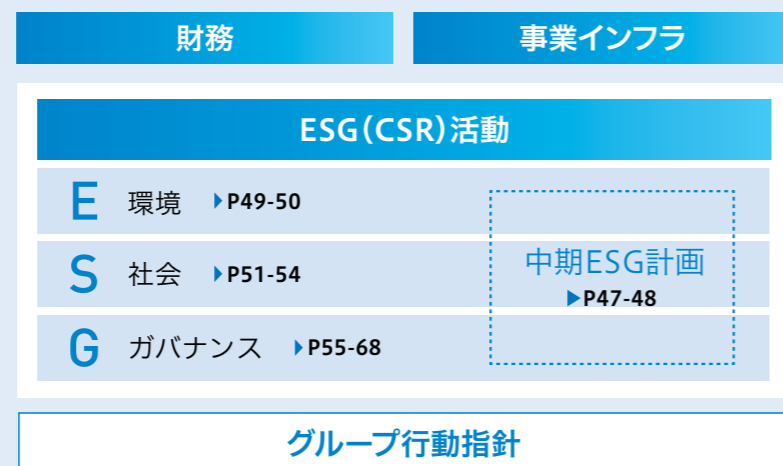 財務
事業インフラ
ESG(CSR)活動
E 環境 ▶P49-50
S 社会 ▶P51-54
中期ESG計画
▶P47-48
G ガバナンス ▶P55-68
グループ行動指針